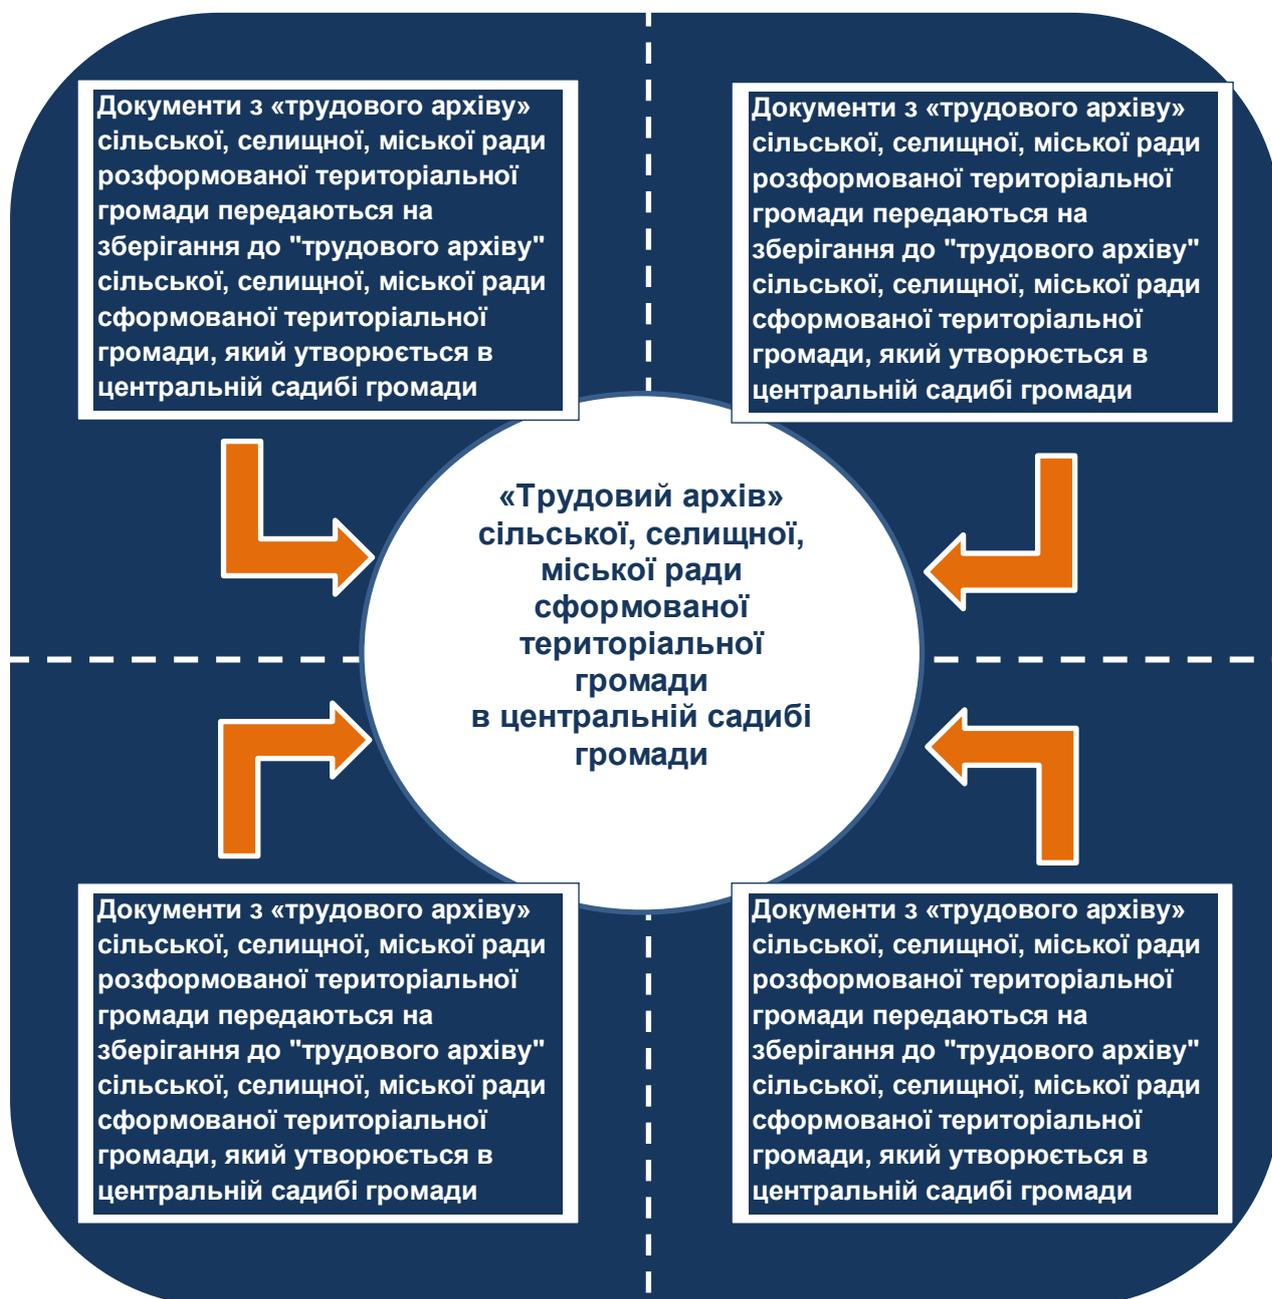 Документи з «трудового архіву»
сільської, селищної, міської ради
розформованої територіальної
громади передаються на
зберігання до "трудового архіву"
сільської, селищної, міської ради
сформованої територіальної
громади, який утворюється в
центральній садибі громади
Документи з «трудового архіву»
сільської, селищної, міської ради
розформованої територіальної
громади передаються на
зберігання до "трудового архіву"
сільської, селищної, міської ради
сформованої територіальної
громади, який утворюється в
центральній садибі громади
«Трудовий архів»
сільської, селищної,
міської ради
сформованої
територіальної
громади
в центральній садибі
громади
Документи з «трудового архіву»
сільської, селищної, міської ради
розформованої територіальної
громади передаються на
зберігання до "трудового архіву"
сільської, селищної, міської ради
сформованої територіальної
громади, який утворюється в
центральній садибі громади
Документи з «трудового архіву»
сільської, селищної, міської ради
розформованої територіальної
громади передаються на
зберігання до "трудового архіву"
сільської, селищної, міської ради
сформованої територіальної
громади, який утворюється в
центральній садибі громади